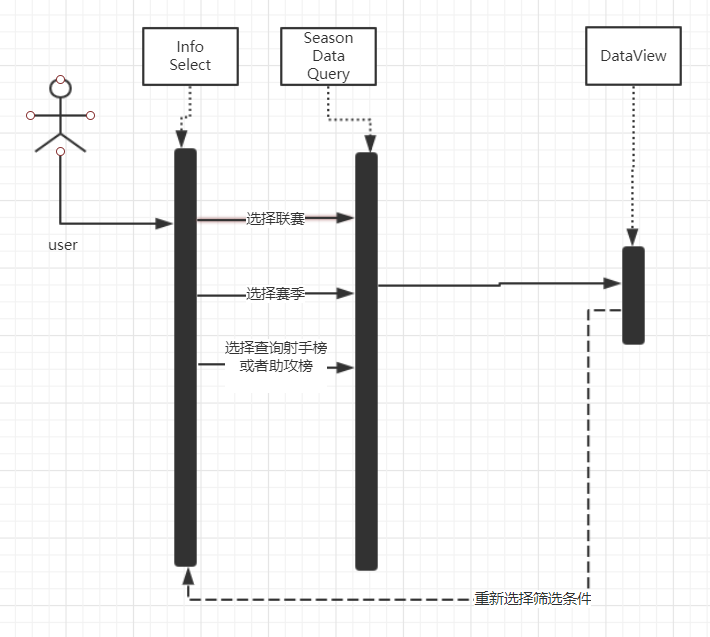 Info
Select
Season
Data
Query
DataView
user
选择联赛
选择赛季
选择查询射手榜
或者助攻榜
重新选择筛选条件